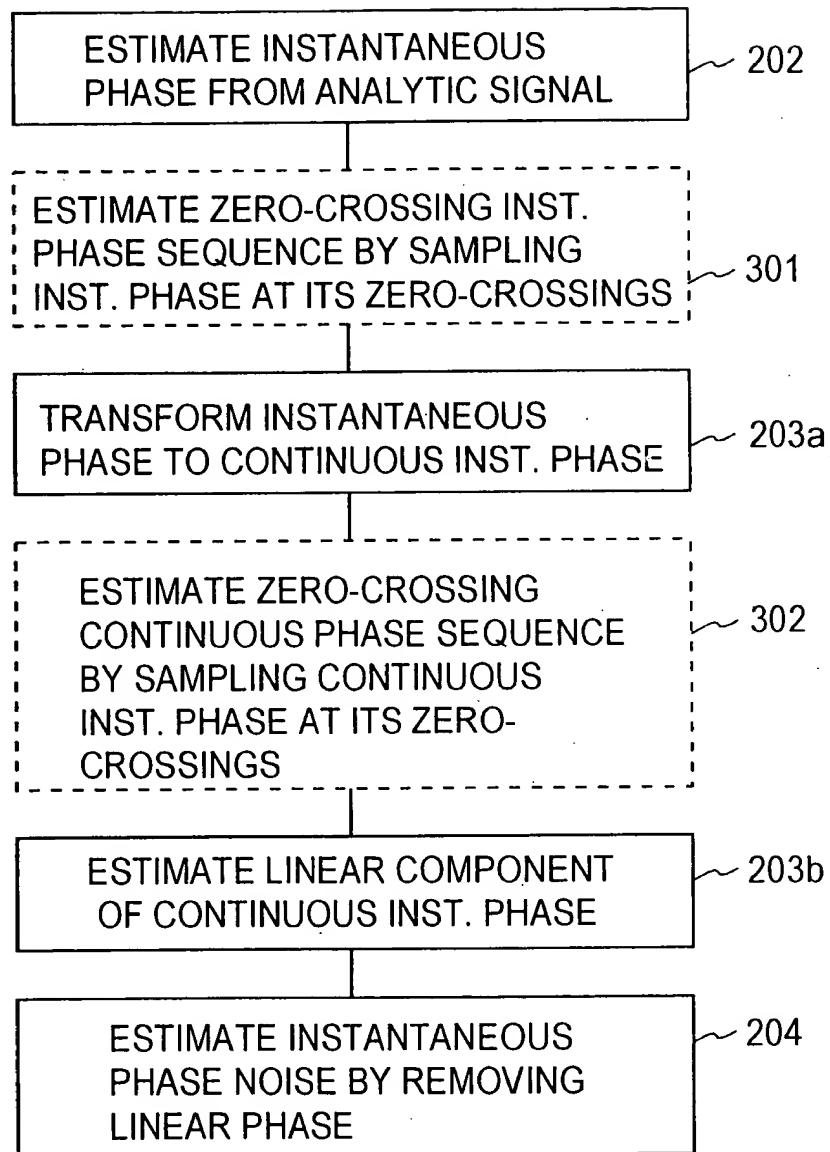 ESTIMATE INSTANTANEOUS
PHASE FROM ANALYTIC SIGNAL
202
ESTIMATE ZERO-CROSSING INST.
PHASE SEQUENCE BY SAMPLING
INST. PHASE AT ITS ZERO-CROSSINGS
301
TRANSFORM INSTANTANEOUS
PHASE TO CONTINUOUS INST. PHASE
203a
ESTIMATE ZERO-CROSSING
CONTINUOUS PHASE SEQUENCE
BY SAMPLING CONTINUOUS
INST. PHASE AT ITS ZERO-
CROSSINGS
302
ESTIMATE LINEAR COMPONENT
OF CONTINUOUS INST. PHASE
203b
ESTIMATE INSTANTANEOUS
PHASE NOISE BY REMOVING
LINEAR PHASE
204